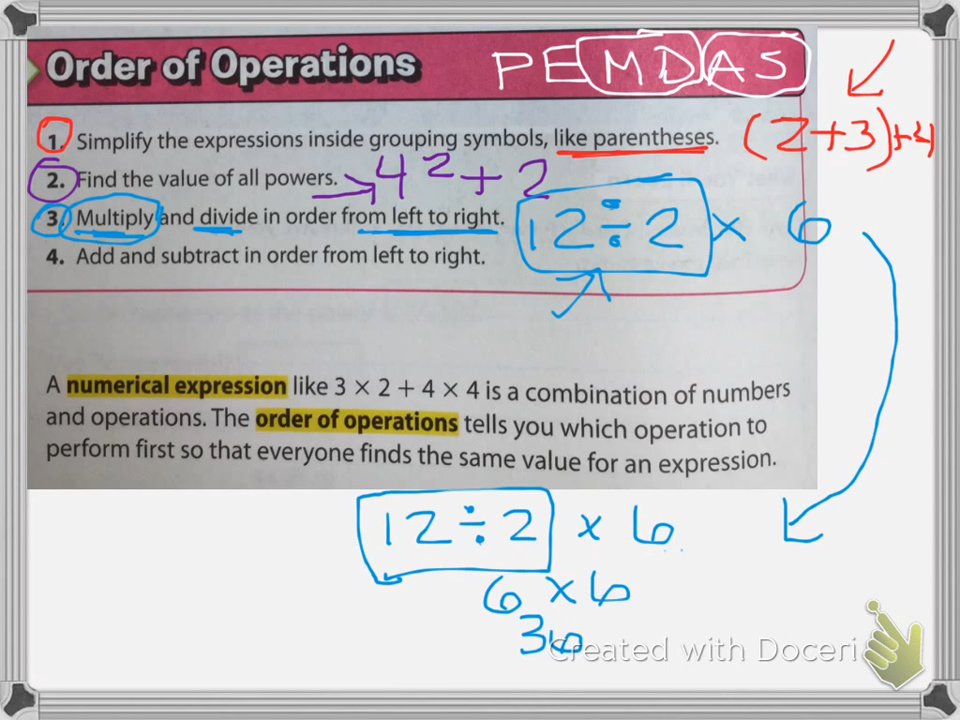 Order of Operations PEMDAS
1. Simplify the expressions inside grouping symbols, like parentheses. (2+3)+4
2. Find the value of all powers. 4² + 2
3. Multiply and divide in order from left to right. 12 ÷ 2 x 6
4. Add and subtract in order from left to right.
A numerical expression like 3 × 2 + 4 × 4 is a combination of numbers
and operations. The order of operations tells you which operation to
perform first so that everyone finds the same value for an expression.
12 ÷ 2 x 6
6 x 6
36
Created with Doceri